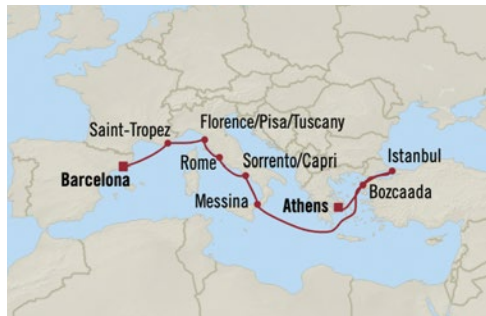 Saint-Tropez
Florence/Pisa/Tuscany
Barcelona
Rome
Sorrento/Capri
Istanbul
Messina
Athens
Bozcaada